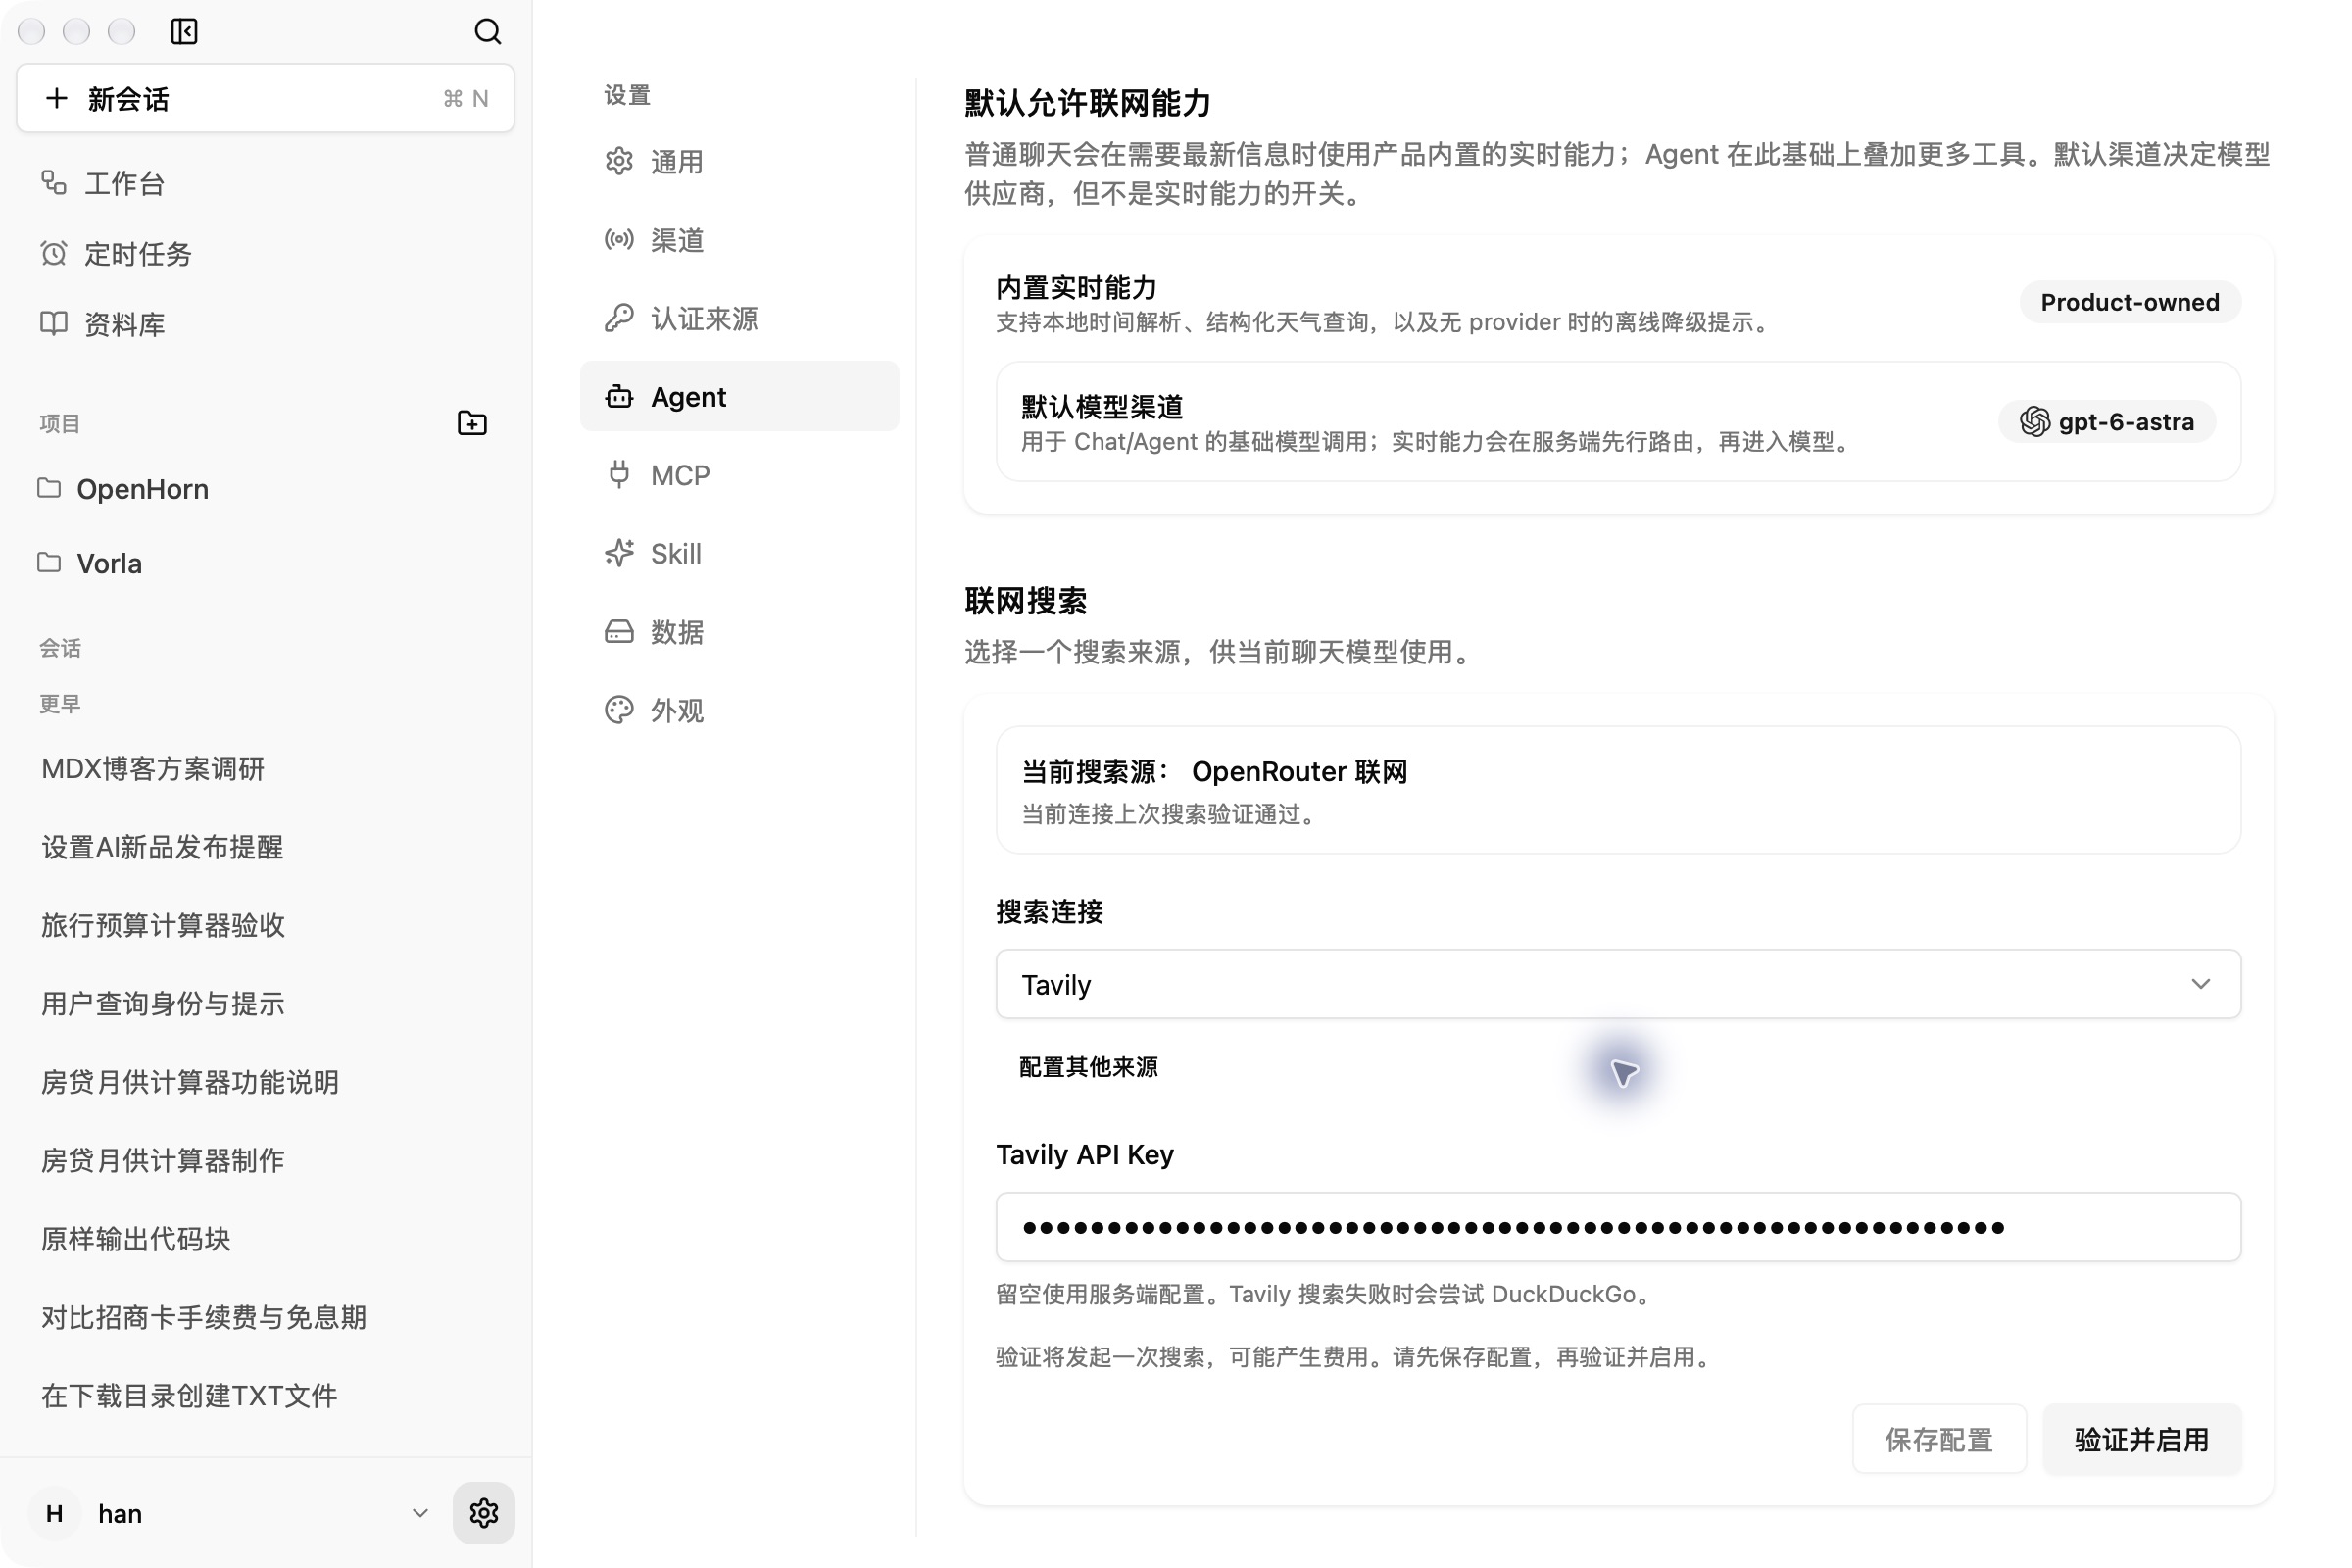 新会话
⌘ N
工作台
定时任务
资料库
项目
OpenHorn
Vorla
会话
更早
MDX博客方案调研
设置AI新品发布提醒
旅行预算计算器验收
用户查询身份与提示
房贷月供计算器功能说明
房贷月供计算器制作
原样输出代码块
对比招商卡手续费与免息期
在下载目录创建TXT文件
H
han
设置
通用
渠道
认证来源
Agent
MCP
Skill
数据
外观
默认允许联网能力
普通聊天会在需要最新信息时使用产品内置的实时能力；Agent 在此基础上叠加更多工具。默认渠道决定模型
供应商，但不是实时能力的开关。
内置实时能力
支持本地时间解析、结构化天气查询，以及无 provider 时的离线降级提示。
Product-owned
默认模型渠道
用于 Chat/Agent 的基础模型调用；实时能力会在服务端先行路由，再进入模型。
gpt-6-astra
联网搜索
选择一个搜索来源，供当前聊天模型使用。
当前搜索源： OpenRouter 联网
当前连接上次搜索验证通过。
搜索连接
Tavily
配置其他来源
Tavily API Key
留空使用服务端配置。Tavily 搜索失败时会尝试 DuckDuckGo。
验证将发起一次搜索，可能产生费用。请先保存配置，再验证并启用。
保存配置
验证并启用